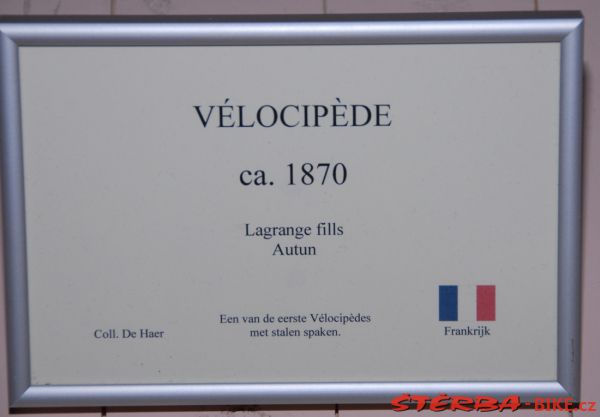 VÉLOCIPÈDE
ca. 1870
Lagrange fills
Autun
Coll. De Haer
Een van de eerste Vélocipèdes
met stalen spaken.
Frankrijk
ŠTĚRBA-BIKE.cz